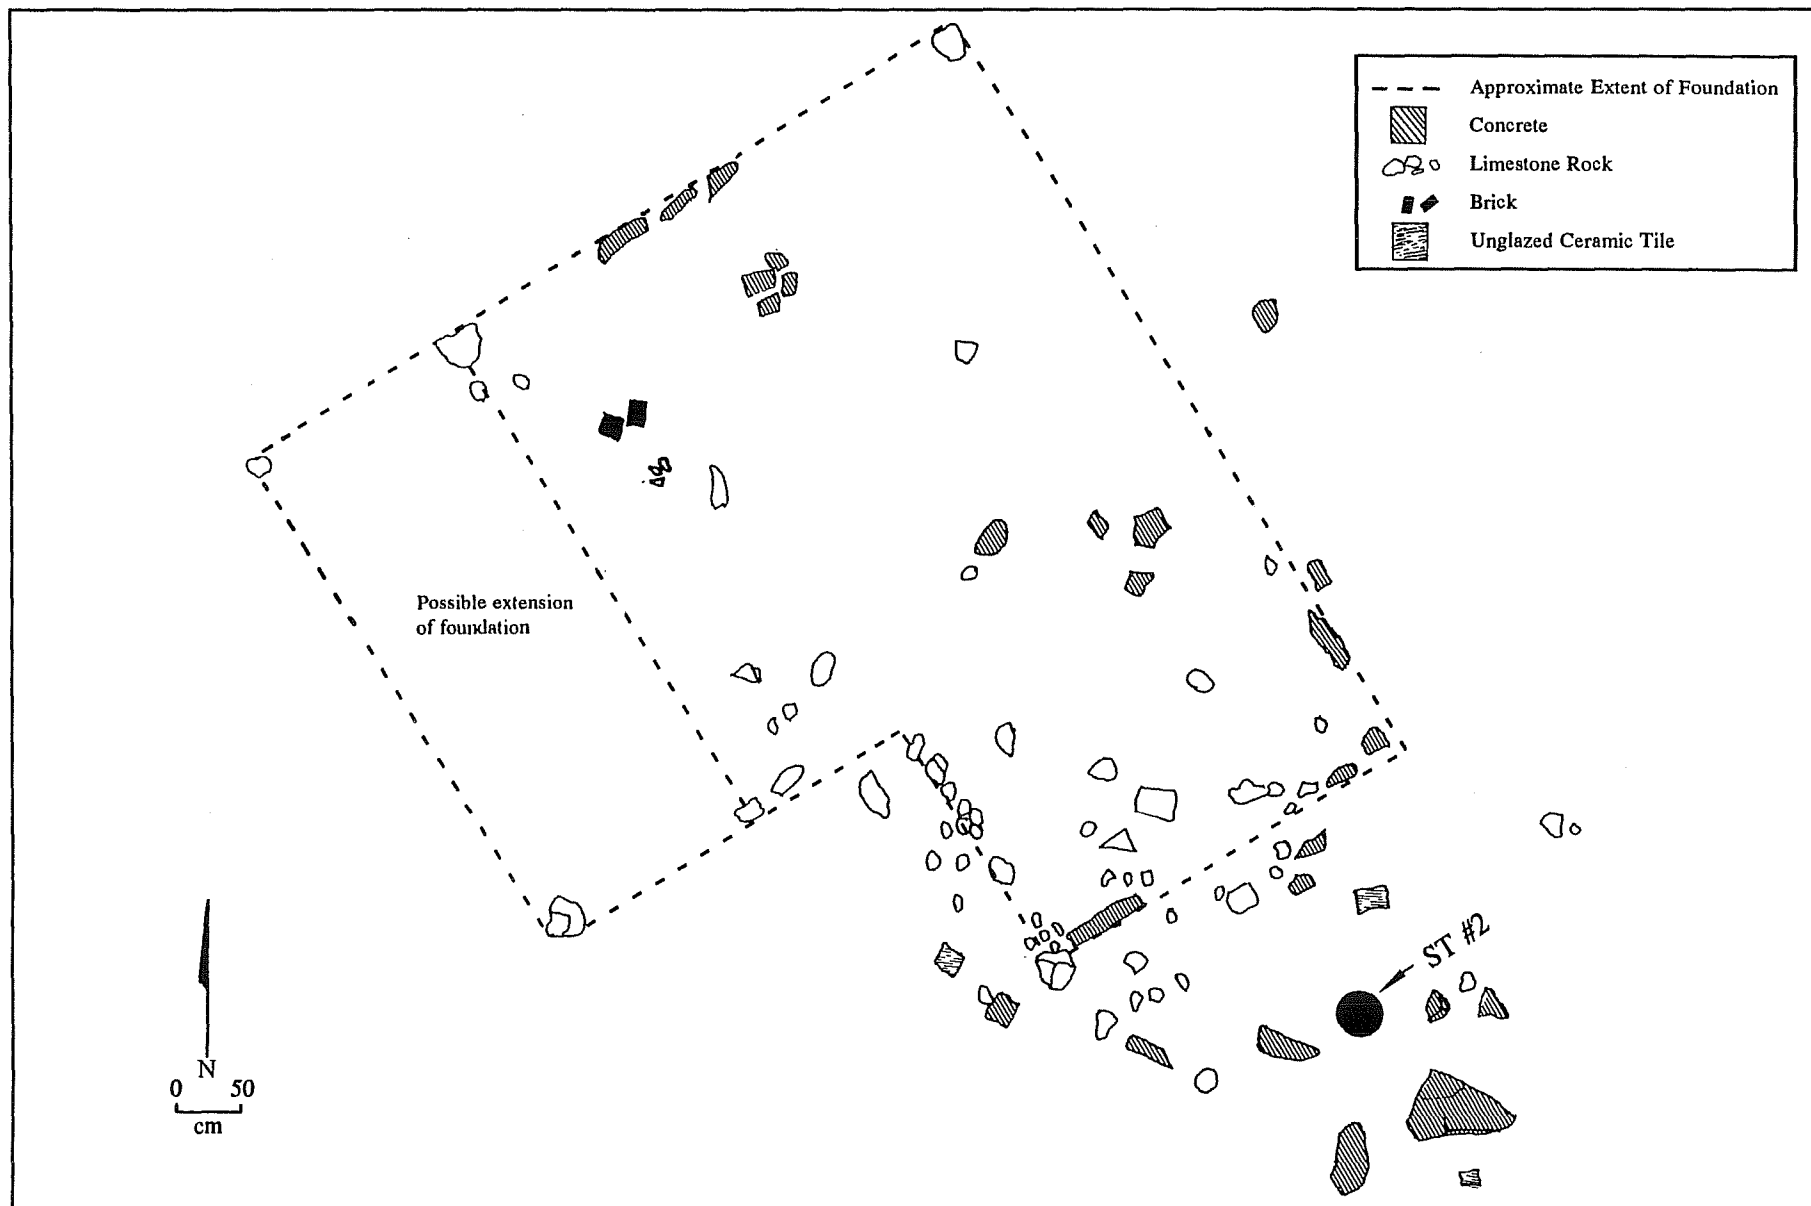 Approximate Extent of Foundation
Concrete
Limestone Rock
Brick
Unglazed Ceramic Tile
Possible extension
of foundation
ST #2
N
0 50
cm